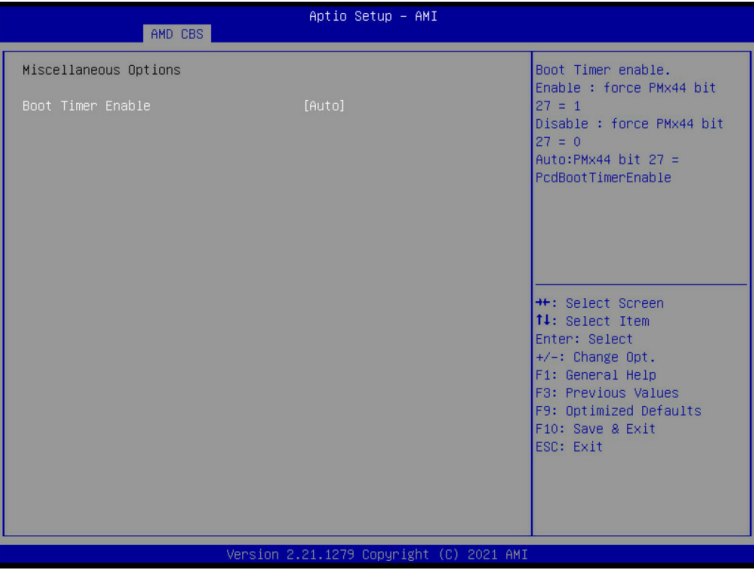 Aptio Setup – AMI
AMD CBS
Miscellaneous Options
Boot Timer Enable [Auto]
Boot Timer enable.
Enable : force PMx44 bit
27 = 1
Disable : force PMx44 bit
27 = 0
Auto:PMx44 bit 27 =
PcdBootTimerEnable
→←: Select Screen
↑↓: Select Item
Enter: Select
+/-: Change Opt.
F1: General Help
F3: Previous Values
F9: Optimized Defaults
F10: Save & Exit
ESC: Exit
Version 2.21.1279 Copyright (C) 2021 AMI